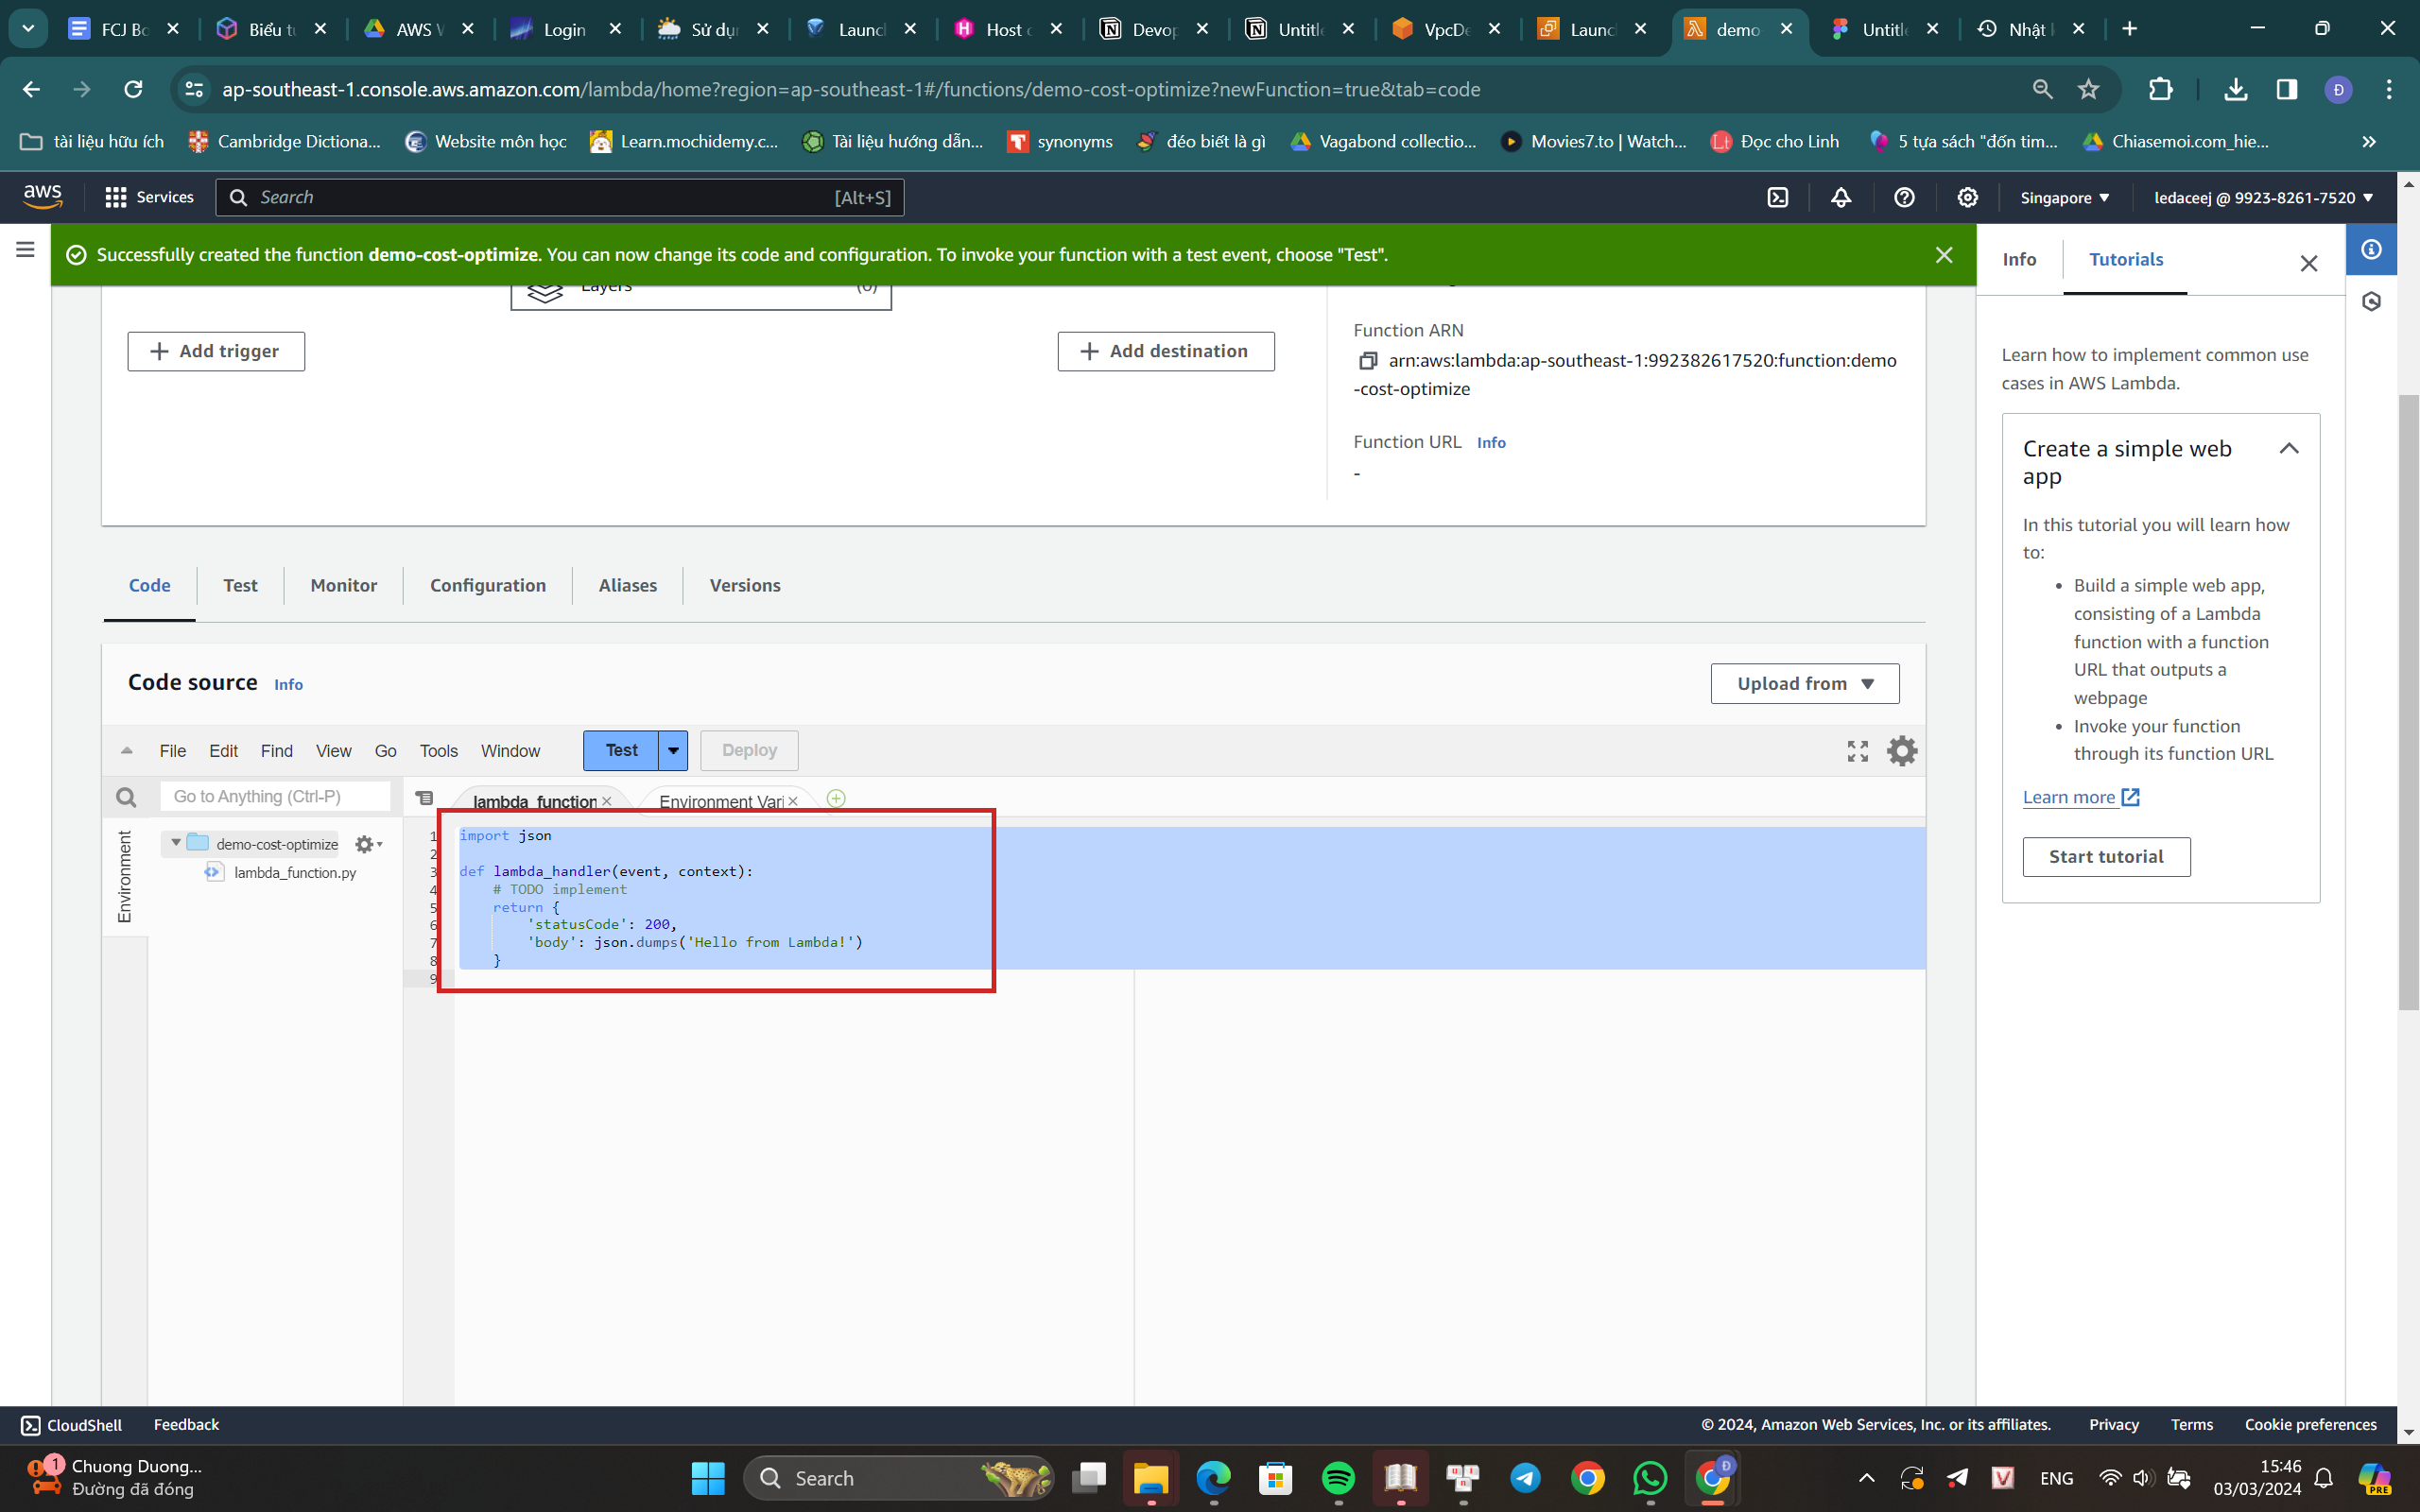 FCJ Bo
Biểu tı
AWS W
Login
Sử dụ
Launc
Host c
Devop
Untitle
VpcDe
Launc
demo
Untitle
Nhật
ap-southeast-1.console.aws.amazon.com/lambda/home?region=ap-southeast-1#/functions/demo-cost-optimize?newFunction=true&tab=code
Đ
tài liệu hữu ích
Cambridge Dictiona...
Website môn học
Learn.mochidemy.c...
Tài liệu hướng dẫn...
synonyms
đéo biết là gì
Vagabond collectio...
Movies7.to | Watch...
Đọc cho Linh
5 tựa sách "đốn tim...
Chiasemoi.com_hie...
aws
Services
Search
[Alt+S]
Singapore
ledaceej @ 9923-8261-7520
Successfully created the function demo-cost-optimize. You can now change its code and configuration. To invoke your function with a test event, choose "Test".
Layers
(0)
Add trigger
Add destination
Function ARN
arn:aws:lambda:ap-southeast-1:992382617520:function:demo
-cost-optimize
Function URL Info
-
Code
Test
Monitor
Configuration
Aliases
Versions
Code source Info
Upload from
File
Edit
Find
View
Go
Tools
Window
Test
Deploy
Go to Anything (Ctrl-P)
lambda_function
Environment Vari
Environment
demo-cost-optimize
lambda_function.py
1 import json
2
3 def lambda_handler(event, context):
4 # TODO implement
5 return {
6 'statusCode': 200,
7 'body': json.dumps('Hello from Lambda!')
8 }
9
Info
Tutorials
Learn how to implement common use
cases in AWS Lambda.
Create a simple web
app
In this tutorial you will learn how
to:
• Build a simple web app,
consisting of a Lambda
function with a function
URL that outputs a
webpage
• Invoke your function
through its function URL
Learn more
Start tutorial
CloudShell
Feedback
© 2024, Amazon Web Services, Inc. or its affiliates.
Privacy
Terms
Cookie preferences
1
Chuong Duong...
Đường đã đóng
Search
Đ
ENG
15:46
03/03/2024
PRE